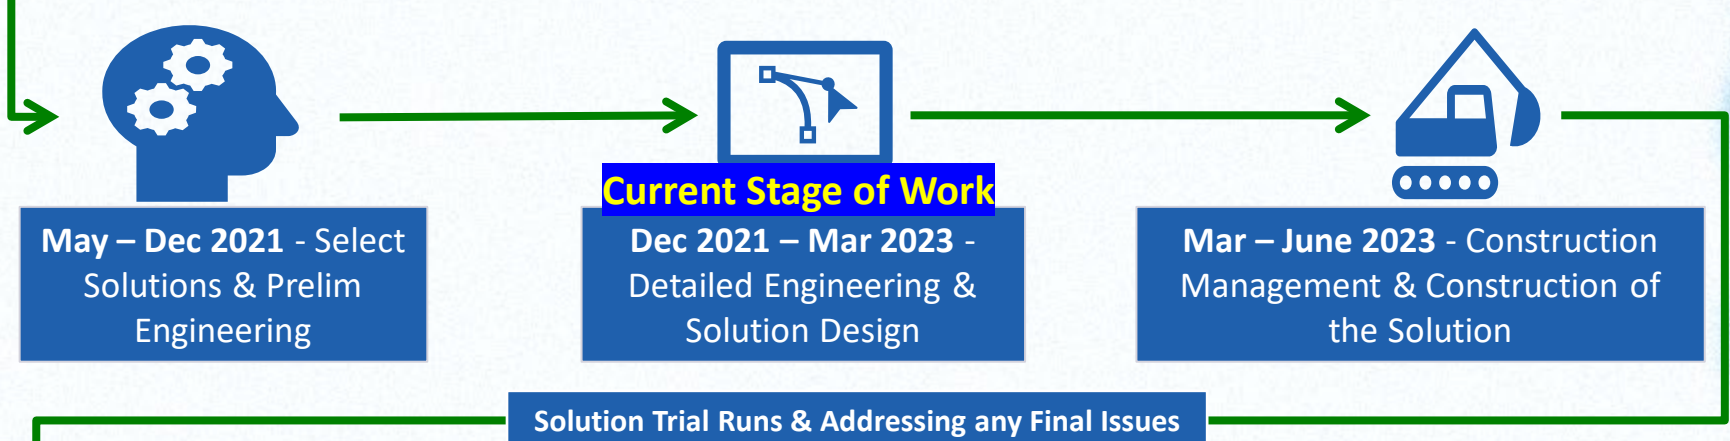 Current Stage of Work
May – Dec 2021 - Select
Solutions & Prelim
Engineering
Dec 2021 – Mar 2023 -
Detailed Engineering &
Solution Design
Mar – June 2023 - Construction
Management & Construction of
the Solution
Solution Trial Runs & Addressing any Final Issues